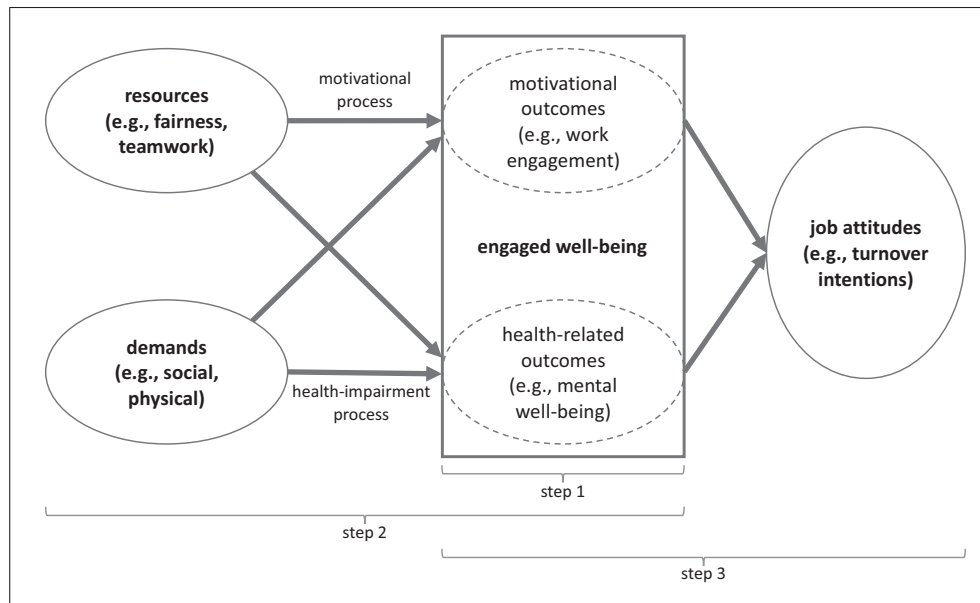 resources
(e.g., fairness,
teamwork)
motivational
process
motivational
outcomes
(e.g., work
engagement)
engaged well-being
job attitudes
(e.g., turnover
intentions)
demands
(e.g., social,
physical)
health-impairment
process
health-related
outcomes
(e.g., mental
well-being)
step 1
step 2
step 3